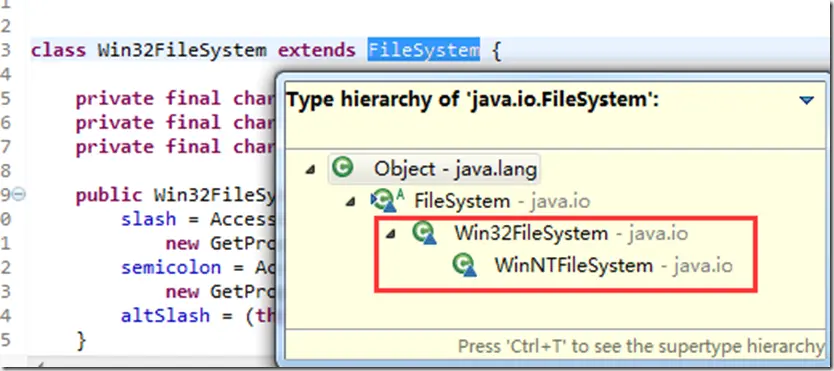 1
2
3 class Win32FileSystem extends FileSystem {
4
5 private final char
6 private final char
7 private final char
8
9 public Win32FileSy
0 slash = Access
1 new GetPro
2 semicolon = Ac
3 new GetPro
4 altSlash = (th
5 }
Type hierarchy of 'java.io.FileSystem':
Object - java.lang
A FileSystem - java.io
Win32FileSystem - java.io
WinNTFileSystem - java.io
Press 'Ctrl+T' to see the supertype hierarchy